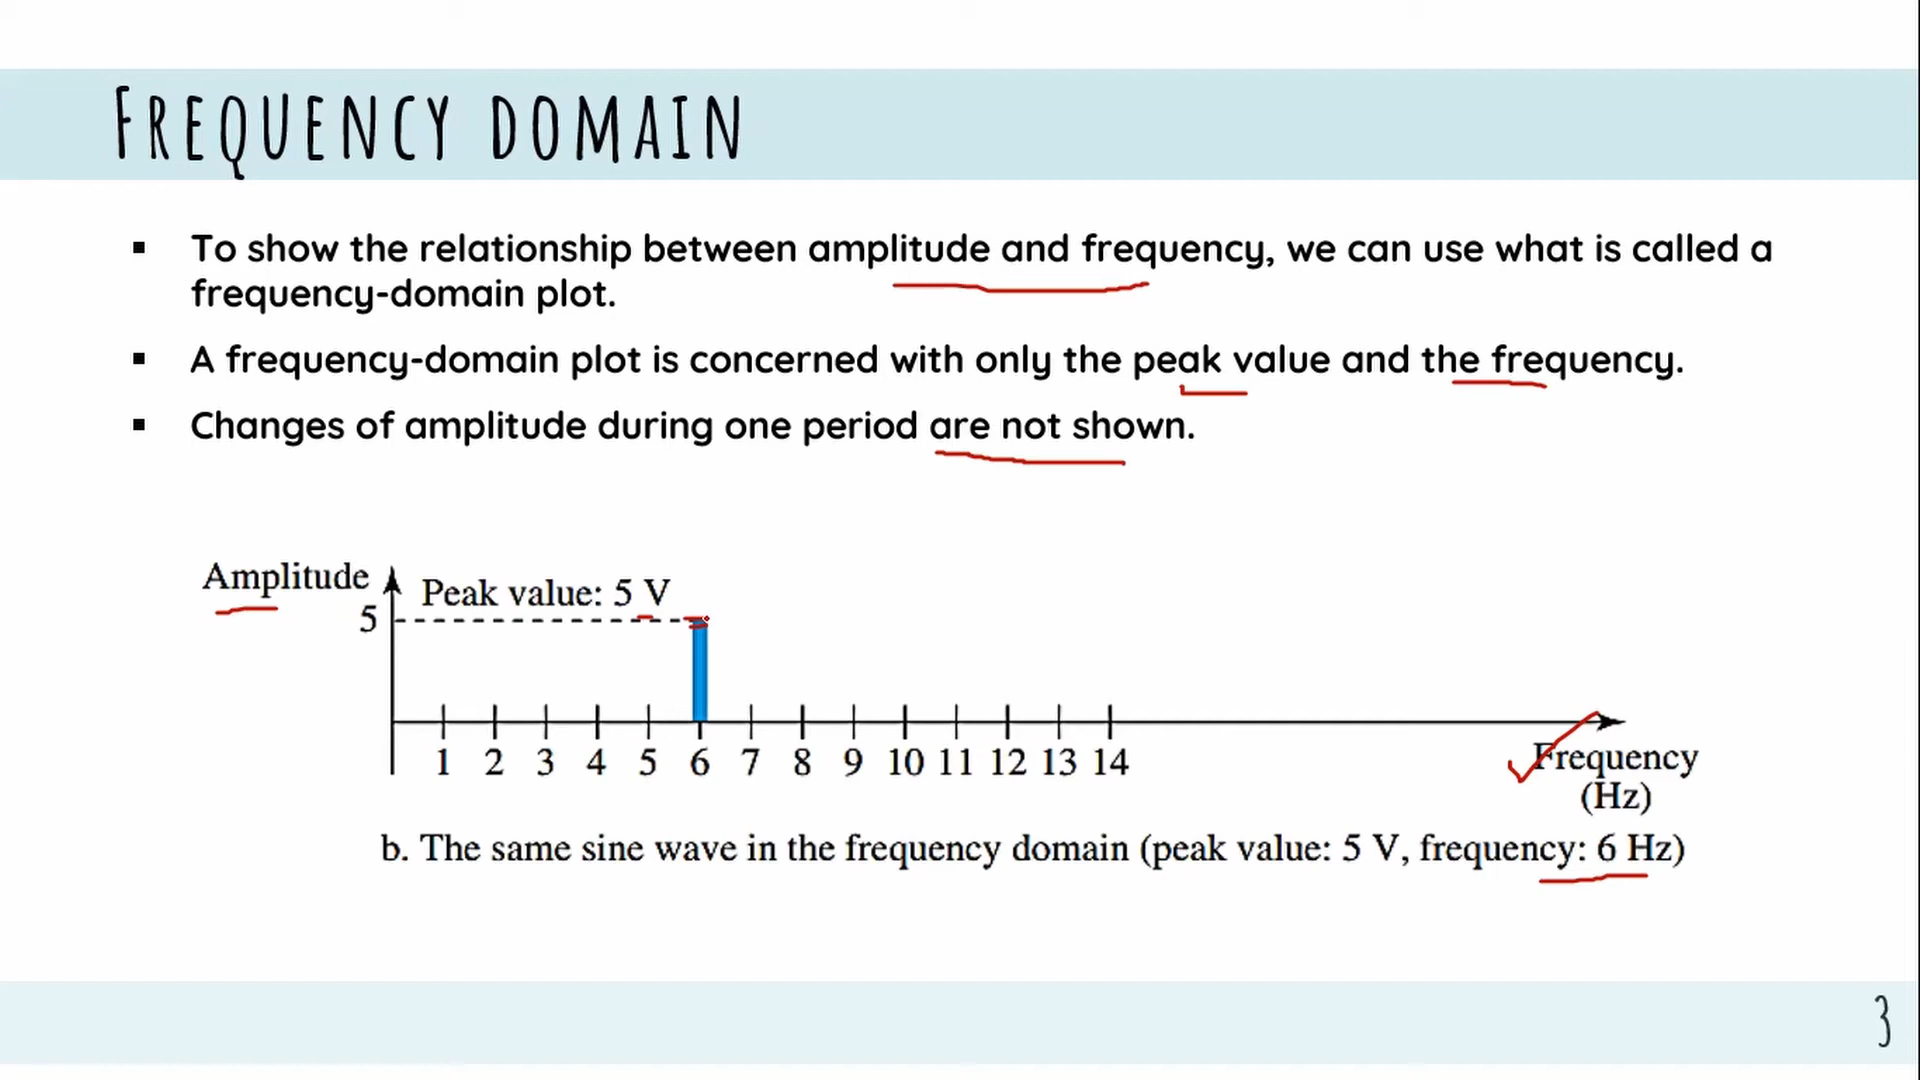 FREQUENCY DOMAIN
▪ To show the relationship between amplitude and frequency, we can use what is called a
frequency-domain plot.
▪ A frequency-domain plot is concerned with only the peak value and the frequency.
▪ Changes of amplitude during one period are not shown.
Amplitude
Peak value: 5 V
5
1 2 3 4 5 6 7 8 9 10 11 12 13 14
Frequency
(Hz)
b. The same sine wave in the frequency domain (peak value: 5 V, frequency: 6 Hz)
3